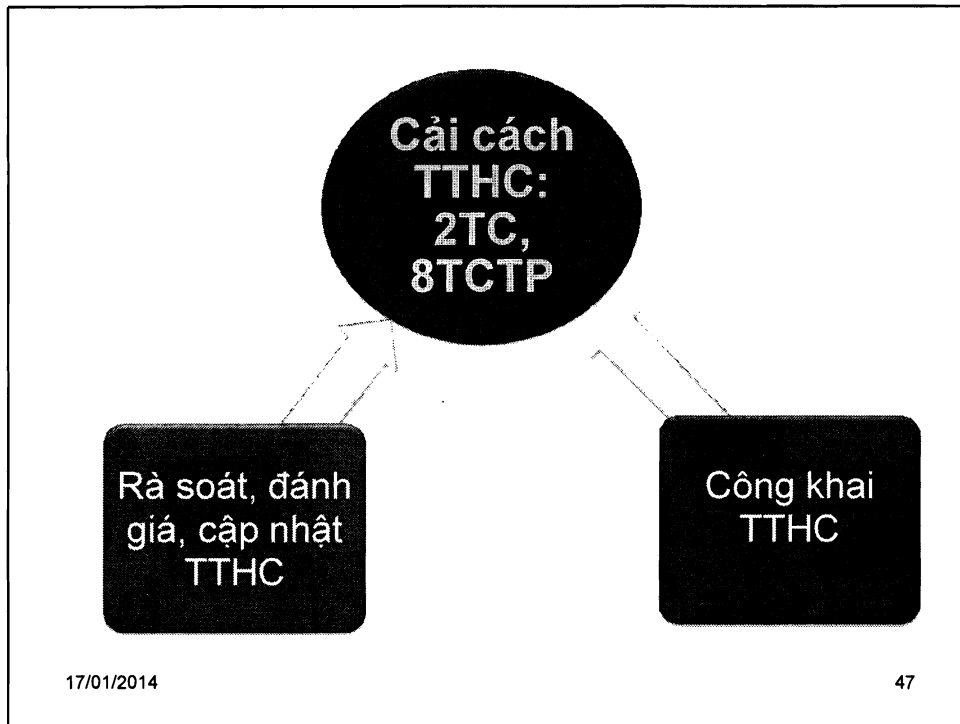 Cải cách
TTHC:
2TC,
8TCTP
Rà soát, đánh
giá, cập nhật
TTHC
Công khai
TTHC
17/01/2014
47